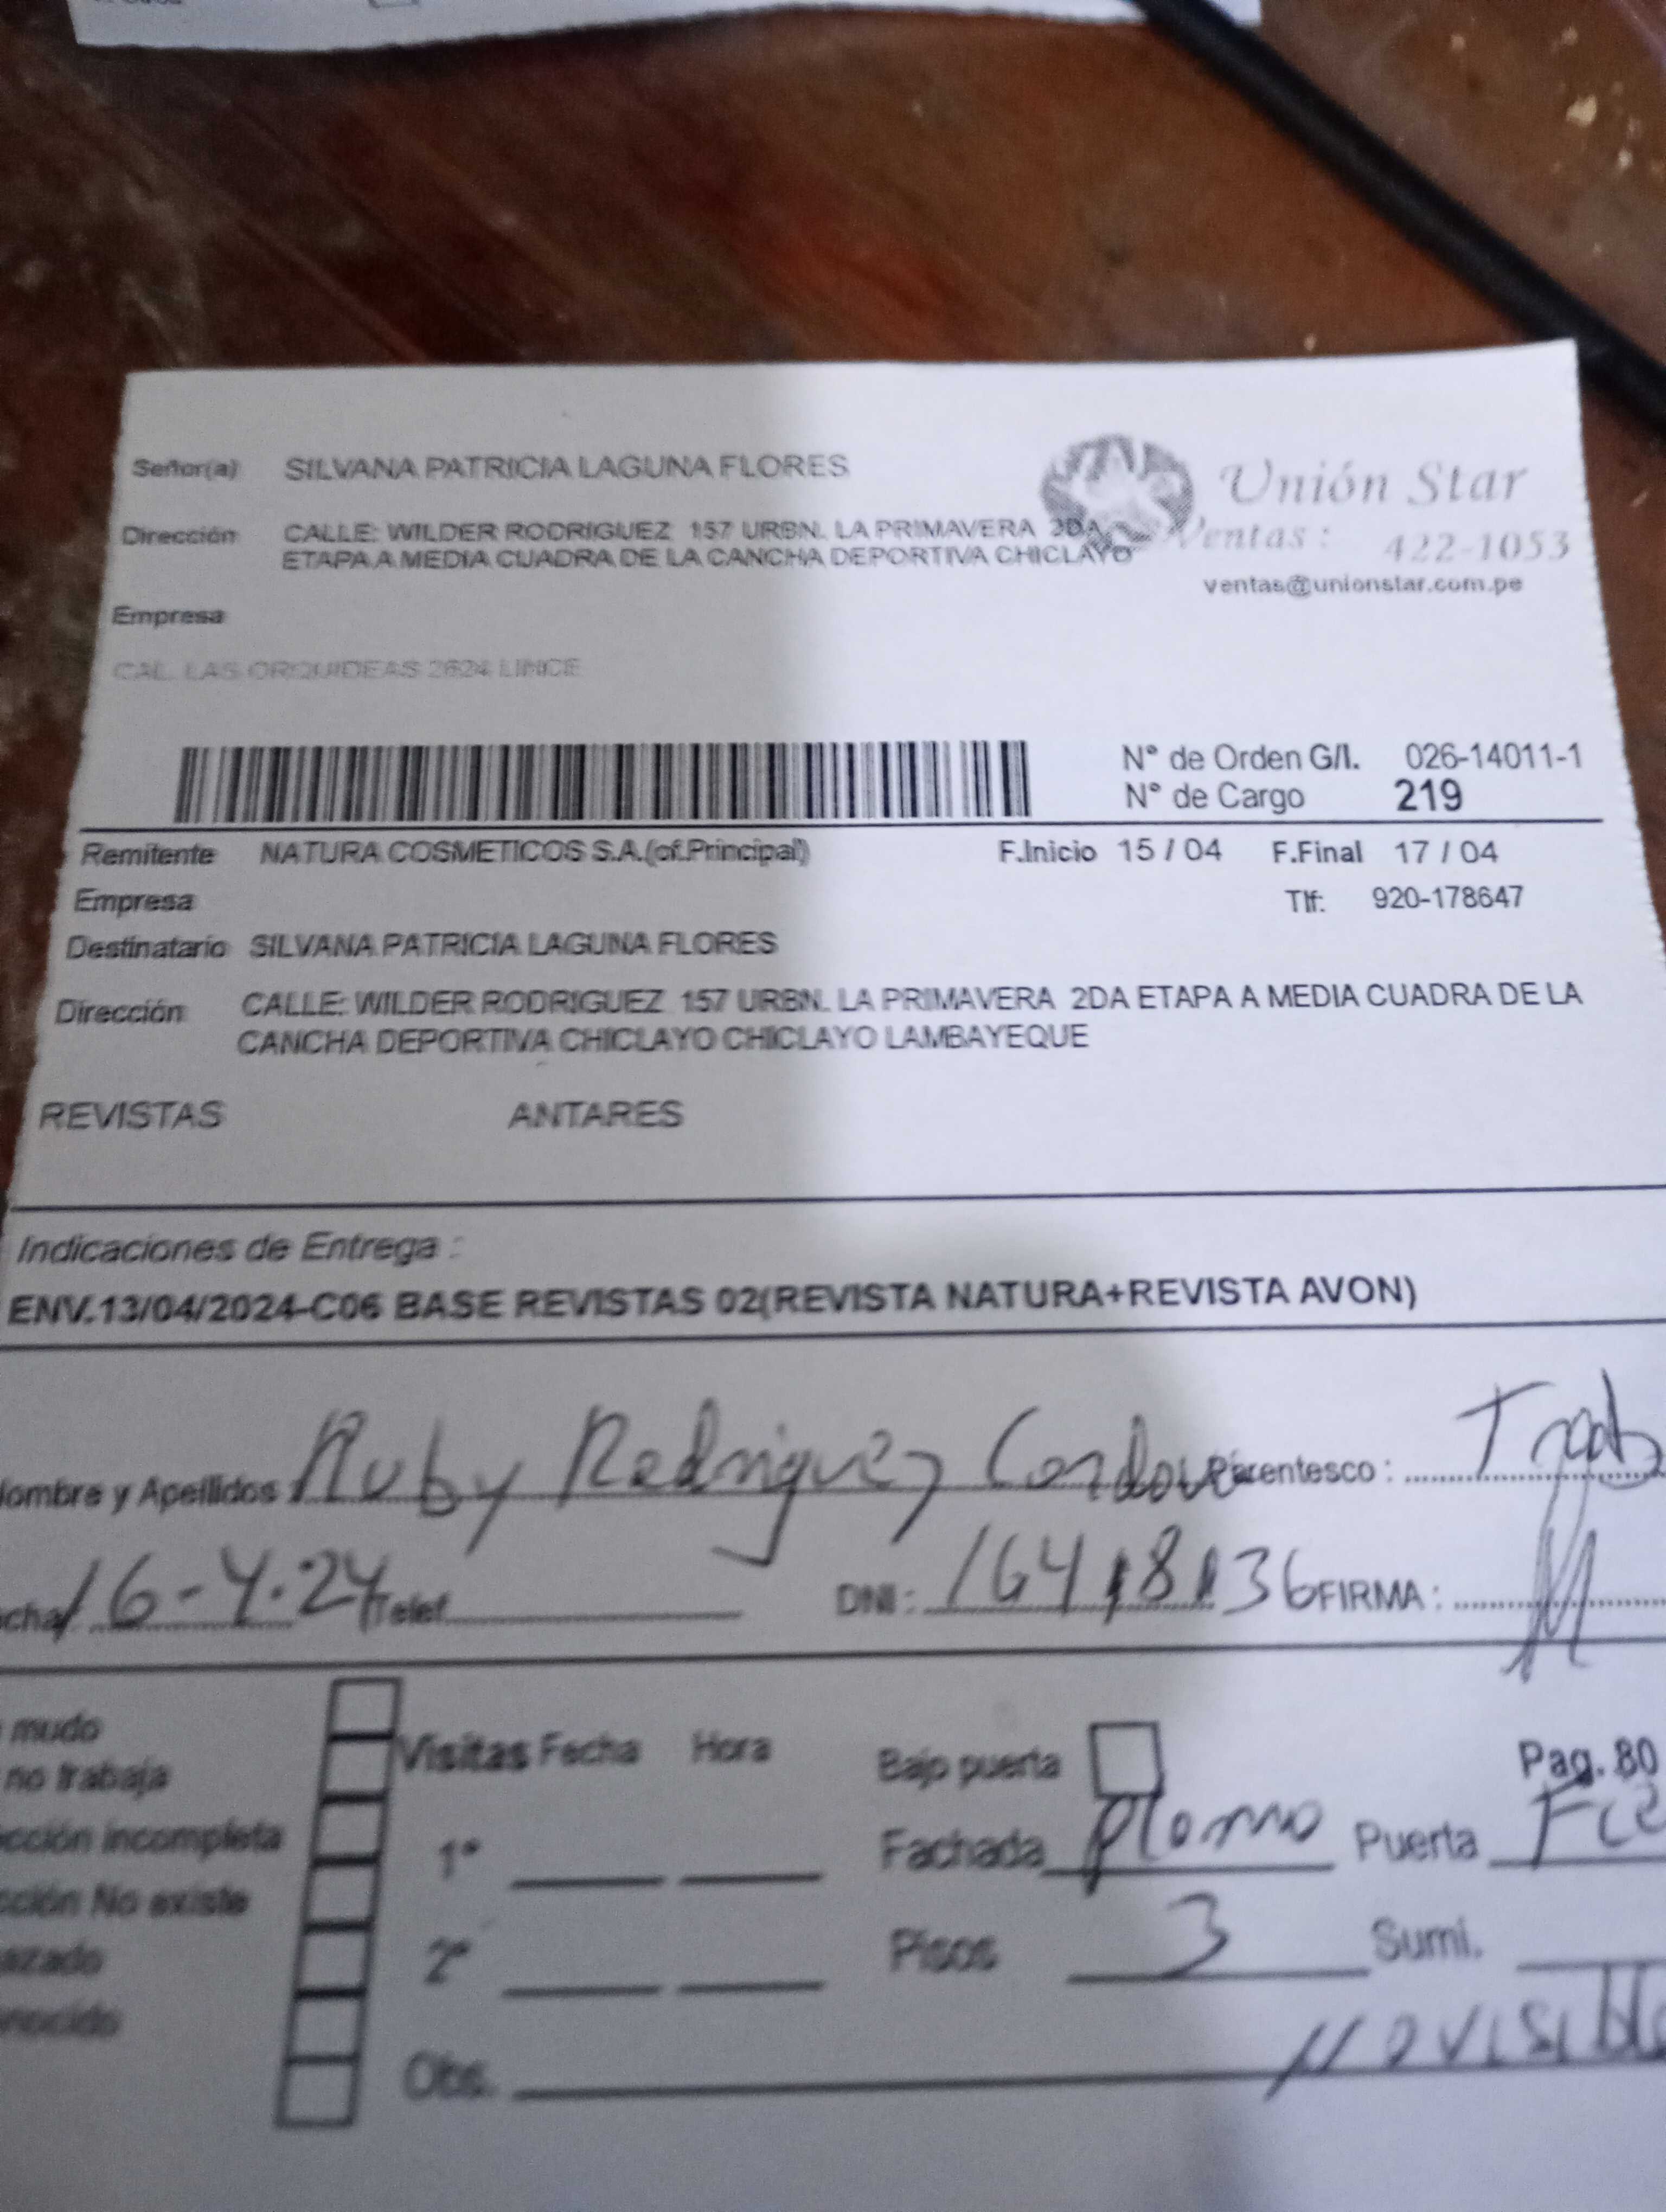 Señor(a) SILVANA PATRICIA LAGUNA FLORES
Unión Star
Dirección CALLE: WILDER RODRIGUEZ 157 URBN. LA PRIMAVERA 2DA
ETAPA A MEDIA CUADRA DE LA CANCHA DEPORTIVA CHICLAYO
Ventas : 422-1053
ventas@unionstar.com.pe
Empresa
CAL. LAS ORQUIDEAS 2624 LINCE
N° de Orden G/I. 026-14011-1
N° de Cargo 219
Remitente NATURA COSMETICOS S.A.(of.Principal) F.Inicio 15 / 04 F.Final 17 / 04
Empresa Tlf: 920-178647
Destinatario SILVANA PATRICIA LAGUNA FLORES
Dirección CALLE: WILDER RODRIGUEZ 157 URBN. LA PRIMAVERA 2DA ETAPA A MEDIA CUADRA DE LA
CANCHA DEPORTIVA CHICLAYO CHICLAYO LAMBAYEQUE
REVISTAS ANTARES
Indicaciones de Entrega :
ENV.13/04/2024-C06 BASE REVISTAS 02(REVISTA NATURA+REVISTA AVON)
ombre y Apellidos Ruby Rodriguez Cordova Parentesco :
cha 16-4-24 Telef. DNI : 16418136 FIRMA :
mudo
no trabaja
cción incompleta
cción No existe
azado
nocido
Visitas Fecha Hora
1°
2°
Obs.
Bajo puerta Pag. 80
Fachada plomo Puerta
Pisos 3 Sumi.
No visible